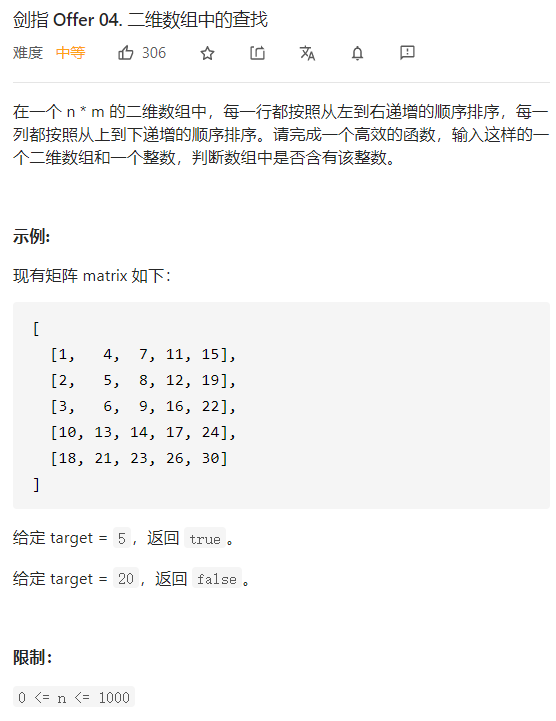 剑指 Offer 04. 二维数组中的查找
难度 中等 306
在一个 n * m 的二维数组中，每一行都按照从左到右递增的顺序排序，每一
列都按照从上到下递增的顺序排序。请完成一个高效的函数，输入这样的一
个二维数组和一个整数，判断数组中是否含有该整数。
示例:
现有矩阵 matrix 如下：
[
[1, 4, 7, 11, 15],
[2, 5, 8, 12, 19],
[3, 6, 9, 16, 22],
[10, 13, 14, 17, 24],
[18, 21, 23, 26, 30]
]
给定 target = 5，返回 true。
给定 target = 20，返回 false。
限制：
0 <= n <= 1000